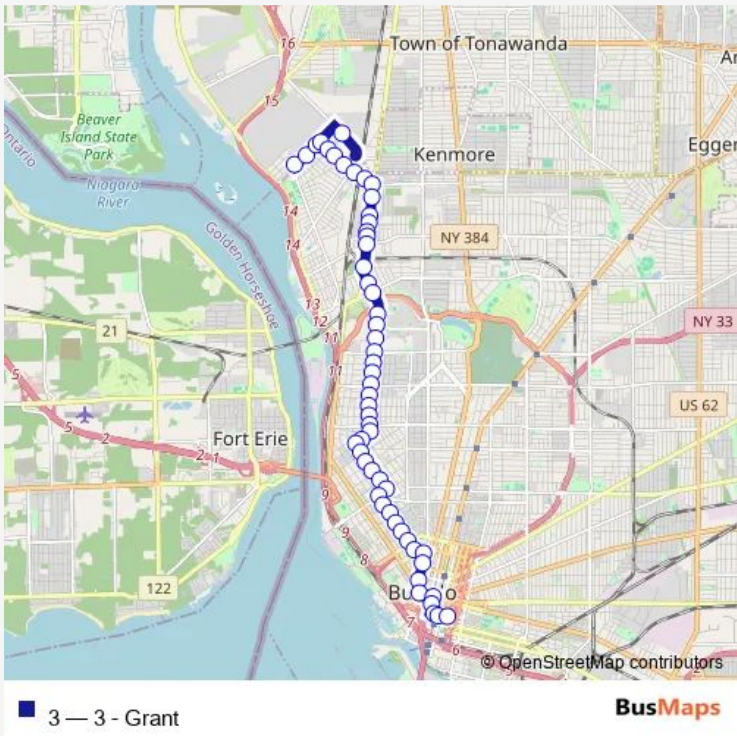 16
Town of Tonawanda
15
Beaver
Island State
Park
Ontario
Kenmore
Niagara
River
14
NY 384
14
Golden Horseshoe
13
12
NY 33
21
11
11
US 62
5
5
2
2
1
Fort Erie
9
9
8
122
7
6
© OpenStreetMap contributors
3 — 3 - Grant
BusMaps